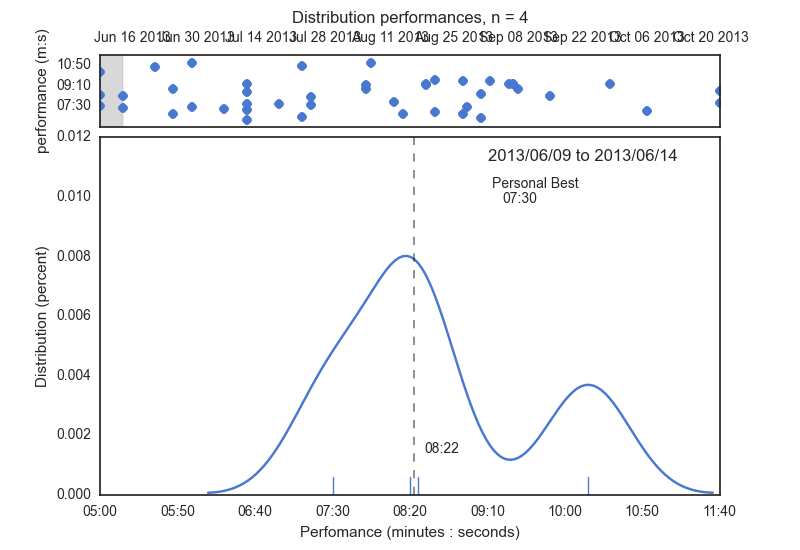 Distribution performances, n = 4
Jun 16 2013 Jun 30 2013 Jul 14 2013 Jul 28 2013 Aug 11 2013 Aug 25 2013 Sep 08 2013 Sep 22 2013 Oct 06 2013 Oct 20 2013
performance (m:s)
10:50
09:10
07:30
0.012
2013/06/09 to 2013/06/14
Personal Best
07:30
0.010
0.008
0.006
Distribution (percent)
0.004
0.002
08:22
0.000
05:00 05:50 06:40 07:30 08:20 09:10 10:00 10:50 11:40
Perfomance (minutes : seconds)